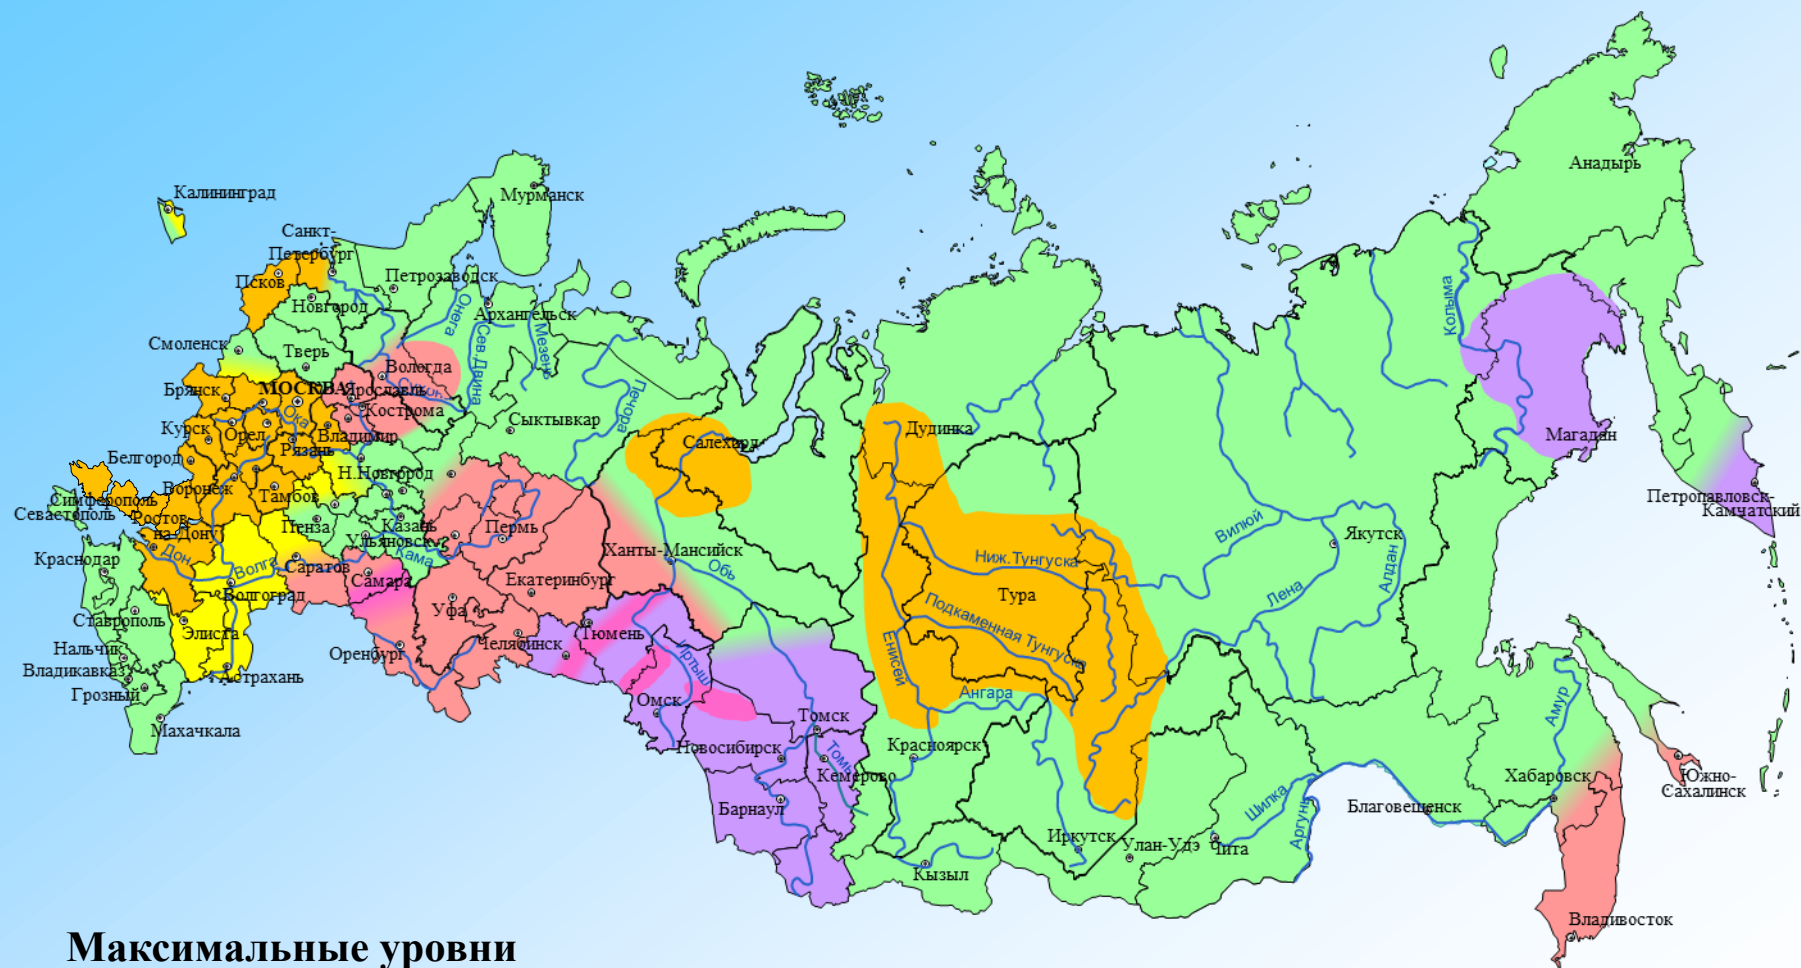 Анадырь
Калининград
Мурманск
Санкт-
Петербург
Псков
Петрозаводск
Новгород
Онега
Архангельск
Сев.Двина
Мезень
Колыма
Смоленск
Тверь
Вологда
Брянск
МОСКВА
Ярославль
Печора
Кострома
Ока
Сыктывкар
Дудинка
Курск
Орел
Владимир
Салехард
Магадан
Белгород
Рязань
Н.Новгород
Воронеж
Тамбов
Симферополь
Севастополь
Ростов-
на-Дону
Пенза
Казань
Пермь
Ульяновск
Петропавловск-
Камчатский
Вилюй
Якутск
Краснодар
Дон
Волга
Саратов
Кама
Самара
Ханты-Мансийск
Обь
Ниж.Тунгуска
Алдан
Волгоград
Уфа
Екатеринбург
Тура
Лена
Подкаменная Тунгуска
Ставрополь
Элиста
Челябинск
Тюмень
Нальчик
Оренбург
Иртыш
Енисей
Владикавказ
Астрахань
Грозный
Омск
Ангара
Амур
Махачкала
Томск
Новосибирск
Томь
Красноярск
Кемерово
Хабаровск
Южно-
Сахалинск
Барнаул
Шилка
Аргунь
Благовещенск
Иркутск
Улан-Удэ
Чита
Кызыл
Владивосток
Максимальные уровни